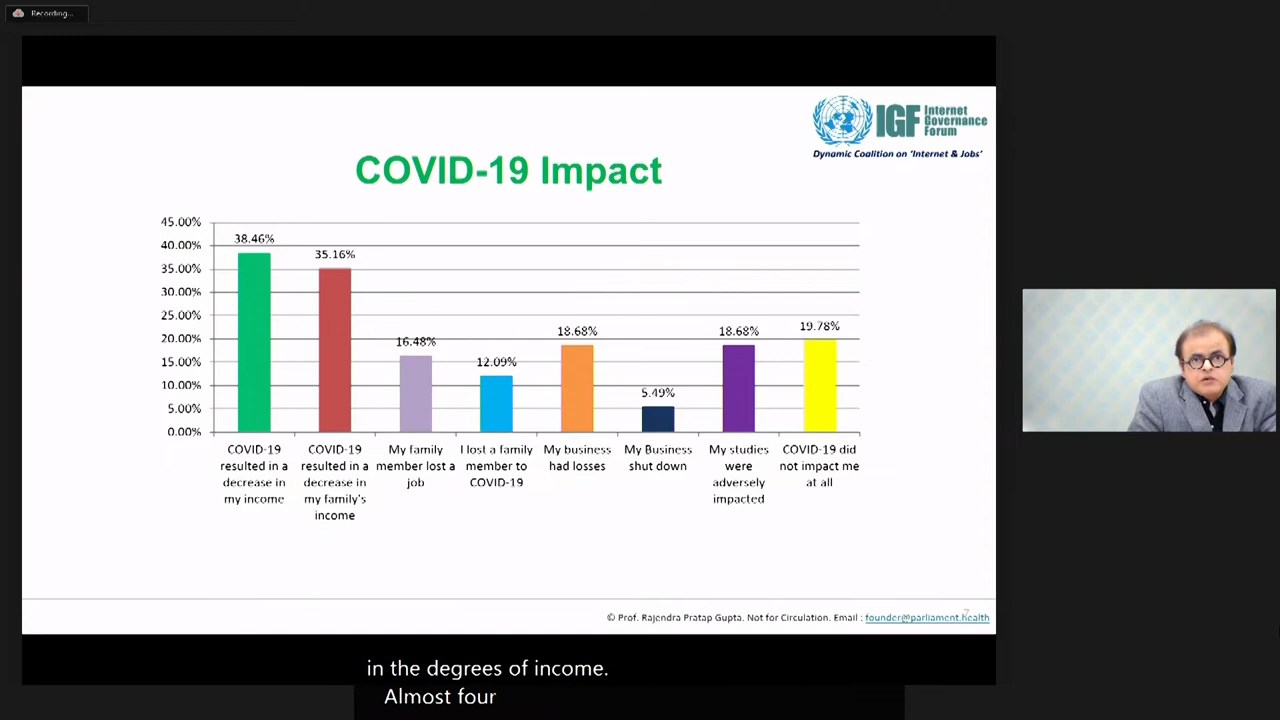 Recording...
IGF Internet
Governance
Forum
Dynamic Coalition on 'Internet & Jobs'
COVID-19 Impact
45.00%
40.00%
35.00%
30.00%
25.00%
20.00%
15.00%
10.00%
5.00%
0.00%
38.46%
35.16%
16.48%
12.09%
18.68%
5.49%
18.68%
19.78%
COVID-19
resulted in a
decrease in
my income
COVID-19
resulted in a
decrease in
my family's
income
My family
member lost a
job
I lost a family
member to
COVID-19
My business
had losses
My Business
shut down
My studies
were
adversely
impacted
COVID-19 did
not impact me
at all
7
© Prof. Rajendra Pratap Gupta. Not for Circulation. Email : founder@parliament.health
in the degrees of income.
Almost four